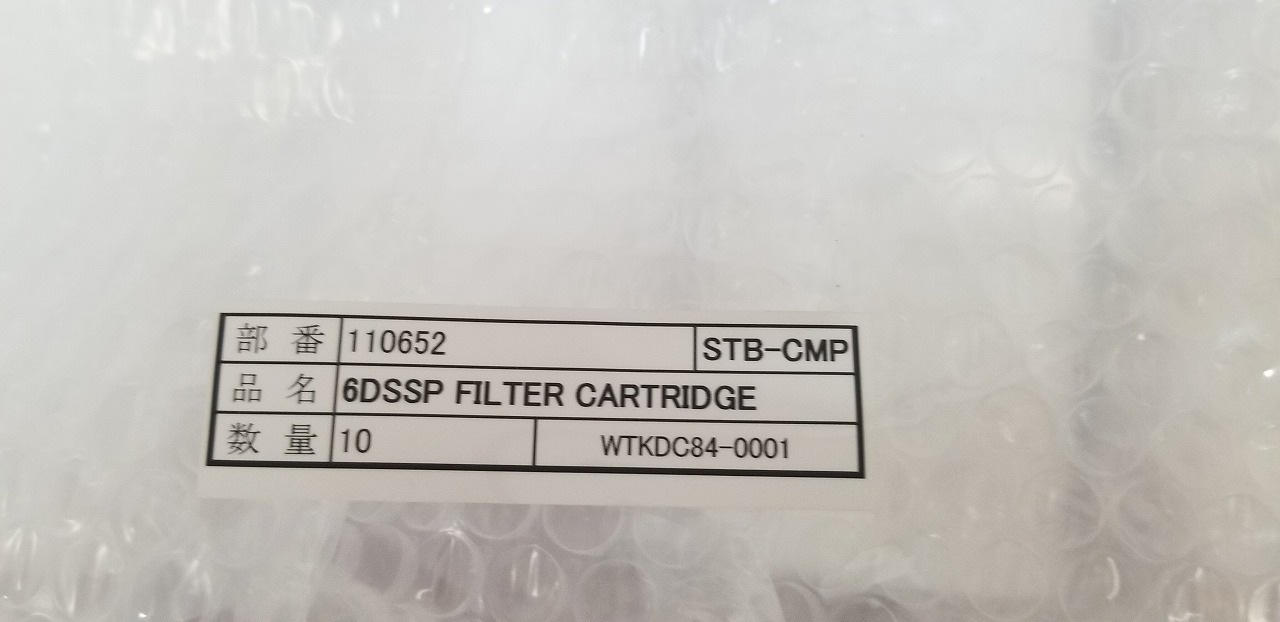 部番 110652 STB-CMP
品名 6DSSP FILTER CARTRIDGE
数量 10 WTKDC84-0001